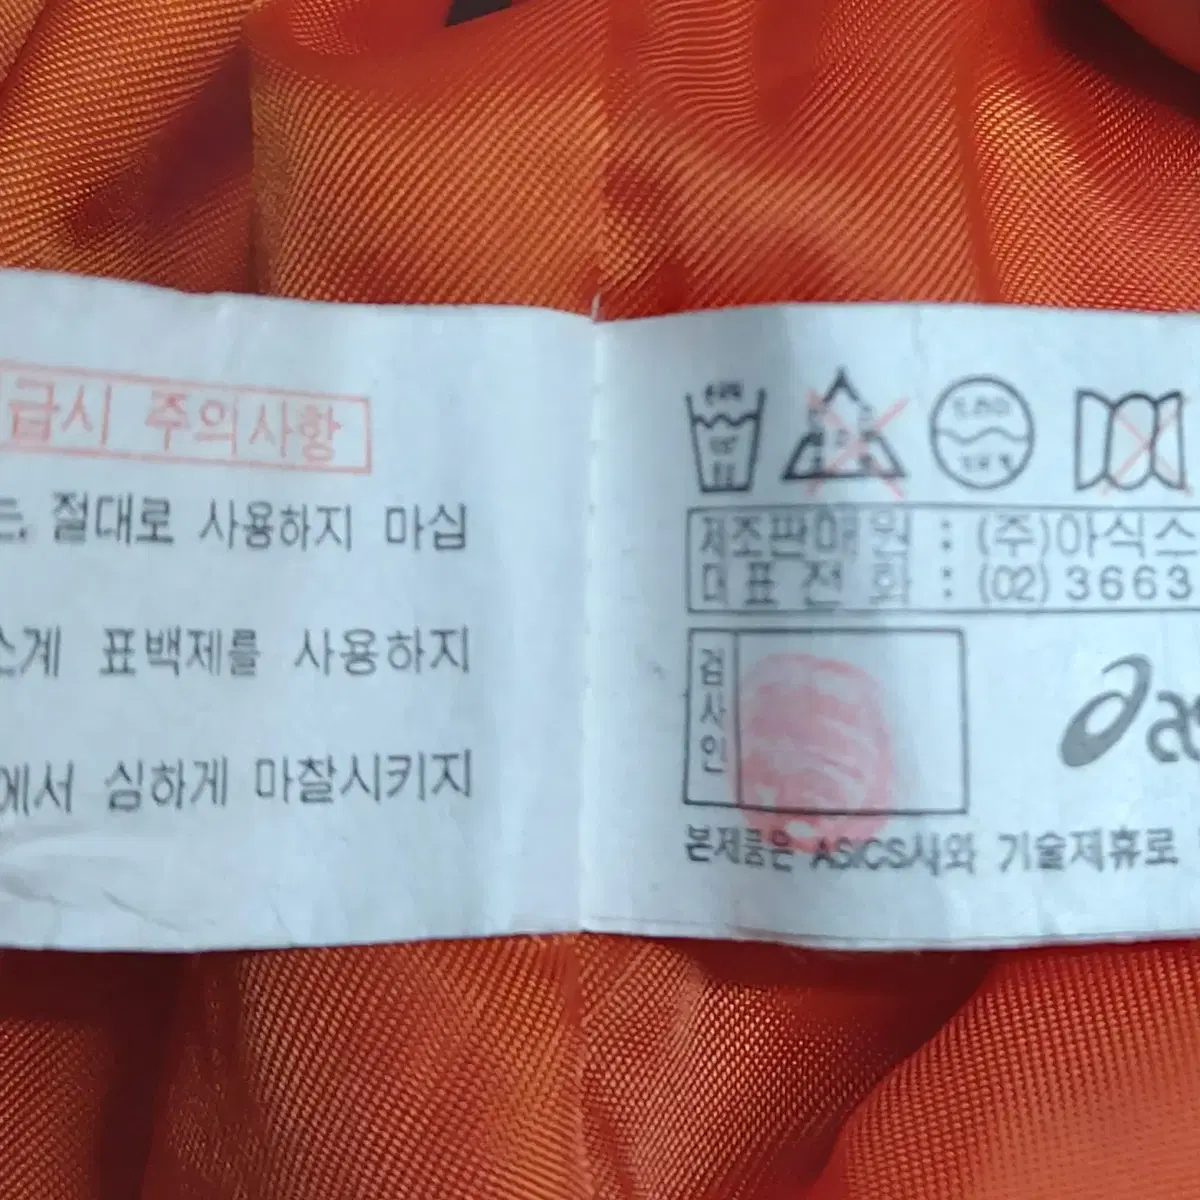 급시 주의사항
는, 절대로 사용하지 마십
소계 표백제를 사용하지
에서 심하게 마찰시키지
제조판매원 : (주)아식스
대표전화 : (02) 3663
검사인
본제품은 ASICS사와 기술제휴로